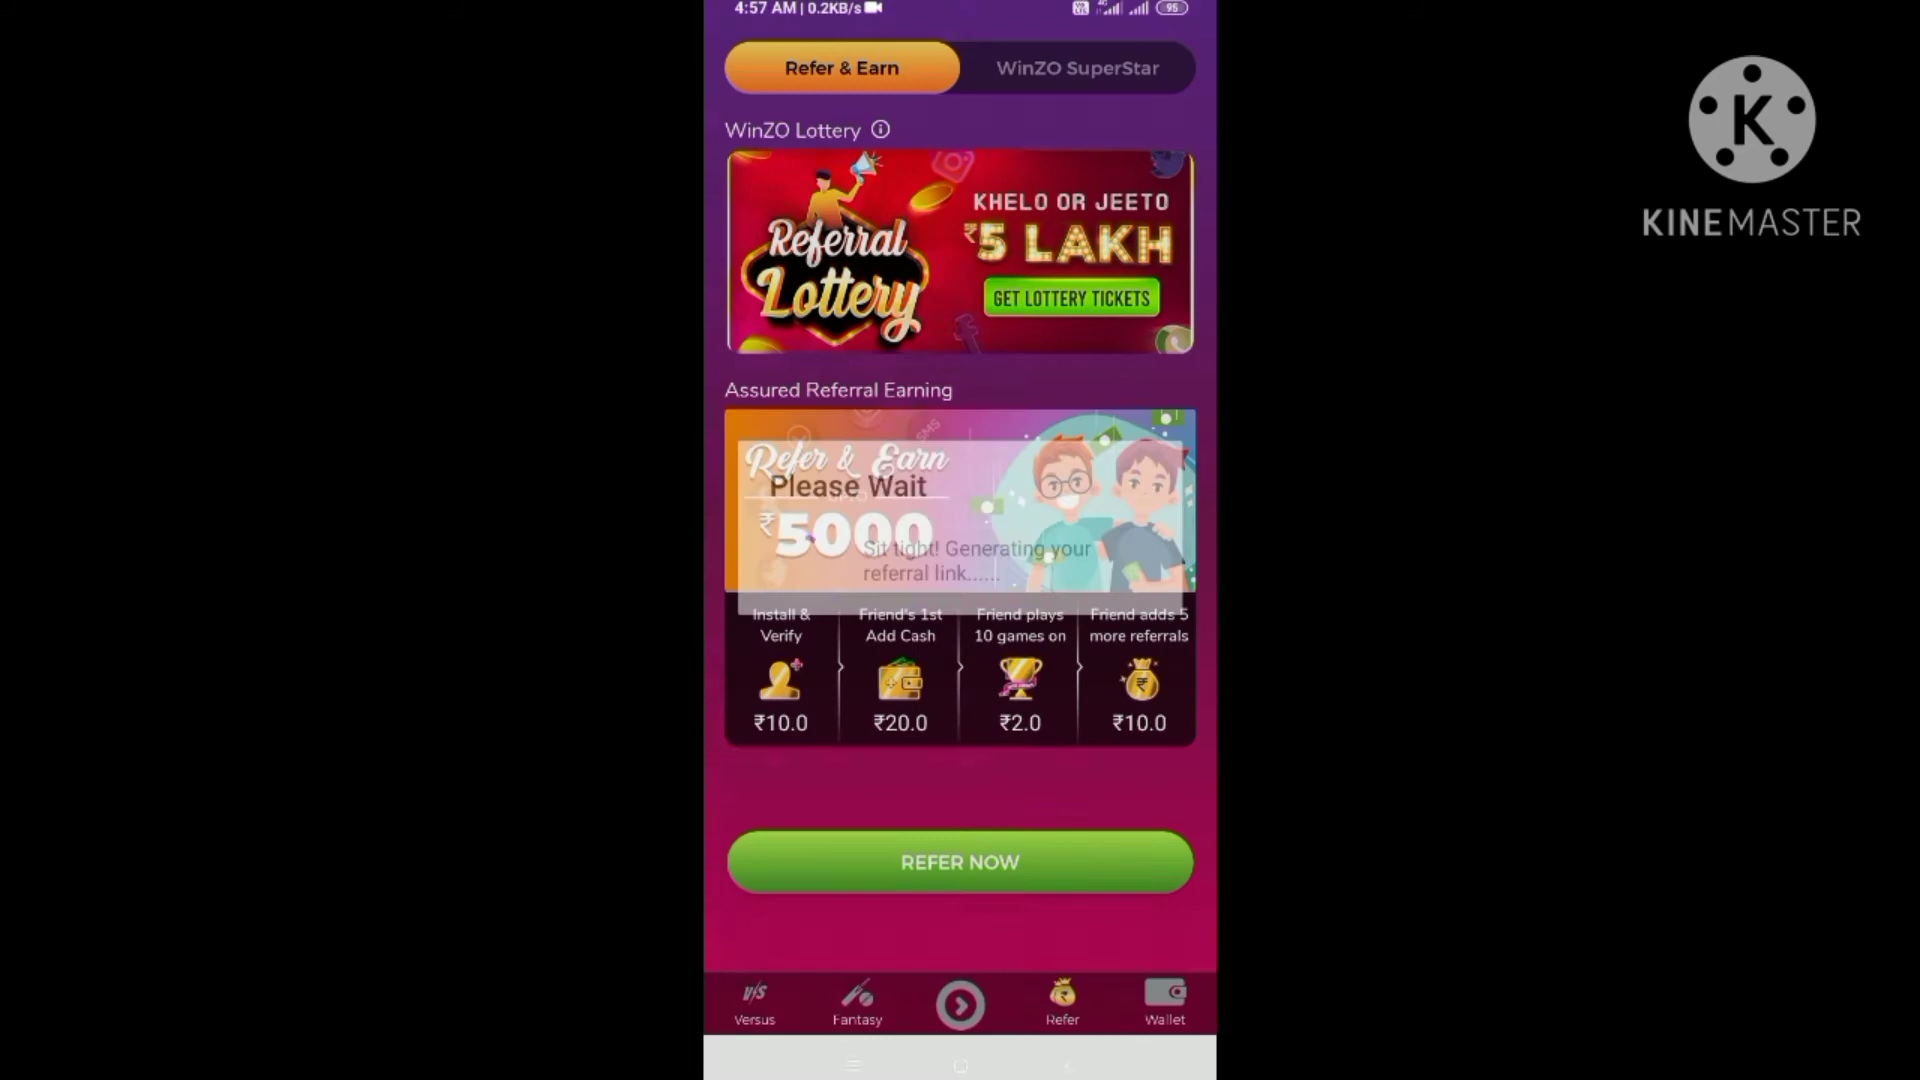 4:57 AM | 0.2KB/s
4G
95
Refer & Earn
WinZO SuperStar
WinZO Lottery
Referral
Lottery
KHELO OR JEETO
₹5 LAKH
GET LOTTERY TICKETS
Assured Referral Earning
SMS
Refer & Earn
Please Wait
₹5000
Sit tight! Generating your
referral link......
Install &
Verify
₹10.0
Friend's 1st
Add Cash
₹20.0
Friend plays
10 games on
₹2.0
Friend adds 5
more referrals
₹10.0
REFER NOW
V/S
Versus
Fantasy
Refer
Wallet
K
KINEMASTER